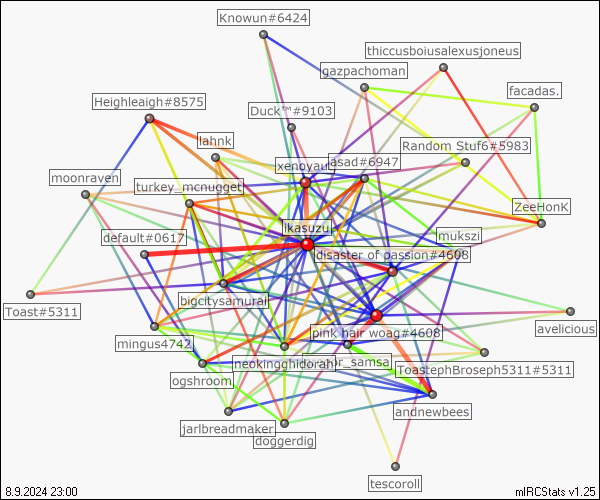 Knowun#6424
thiccusboiusalexusjoneus
gazpachoman
facadas.
Heighleaigh#8575
Duck™#9103
lahnk
Random Stuf6#5983
xenoyaur
asad#6947
moonraven
turkey_mcnugget
ZeeHonK
ikasuzu
default#0617
mukszi
disaster of passion#4608
bigcitysamurai
Toast#5311
pink hair woag#4608
avelicious
mingus4742
neokingghidorah
r_samsa
ToastephBroseph5311#5311
ogshroom
andnewbees
jarlbreadmaker
doggerdig
tescoroll
8.9.2024 23:00
mIRCStats v1.25